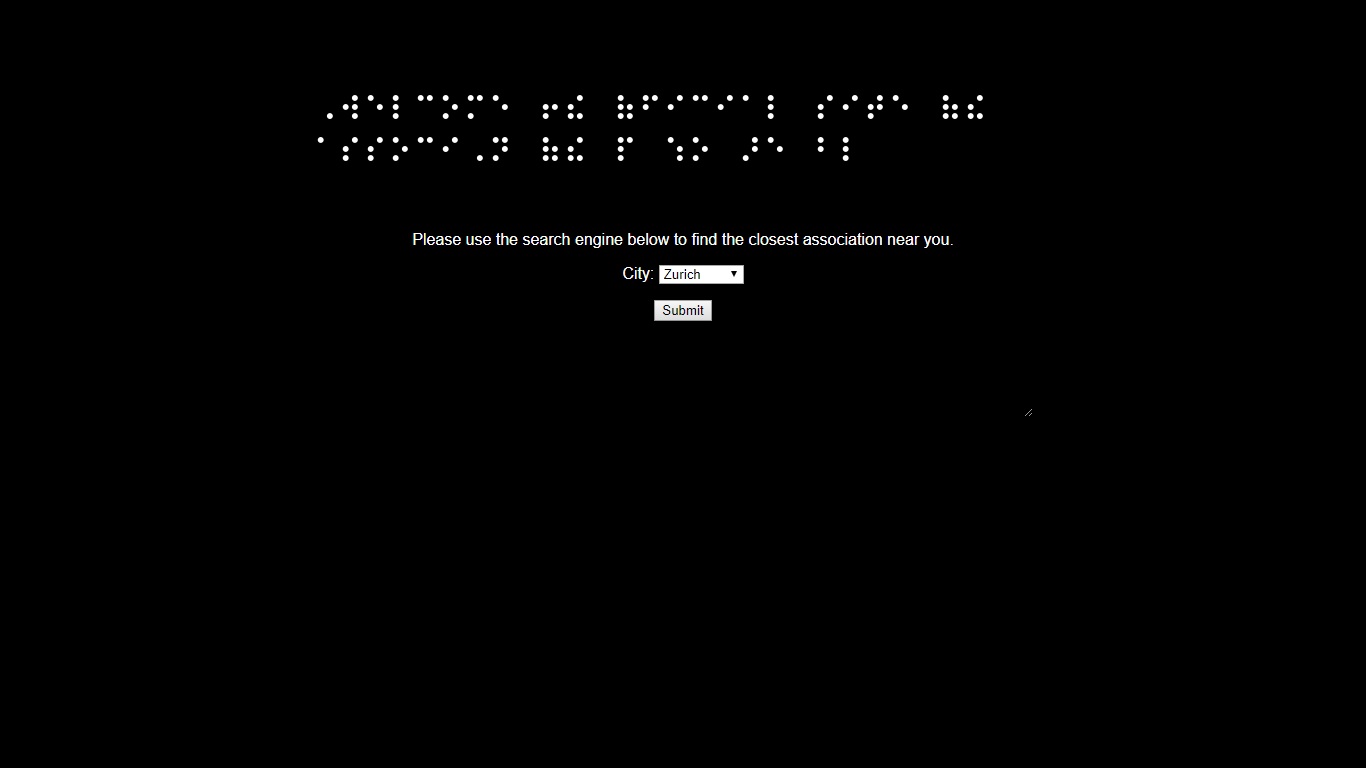 ⠠⠺⠑⠇⠉⠕⠍⠑ ⠖⠮ ⠷⠋⠊⠉⠊⠁⠇ ⠎⠊⠞⠑ ⠷⠮
⠁⠎⠎⠕⠉⠊⠠⠝ ⠷⠮ ⠏ ⠱⠕ ⠜⠑ ⠃⠇
Please use the search engine below to find the closest association near you.
City: Zurich
Submit